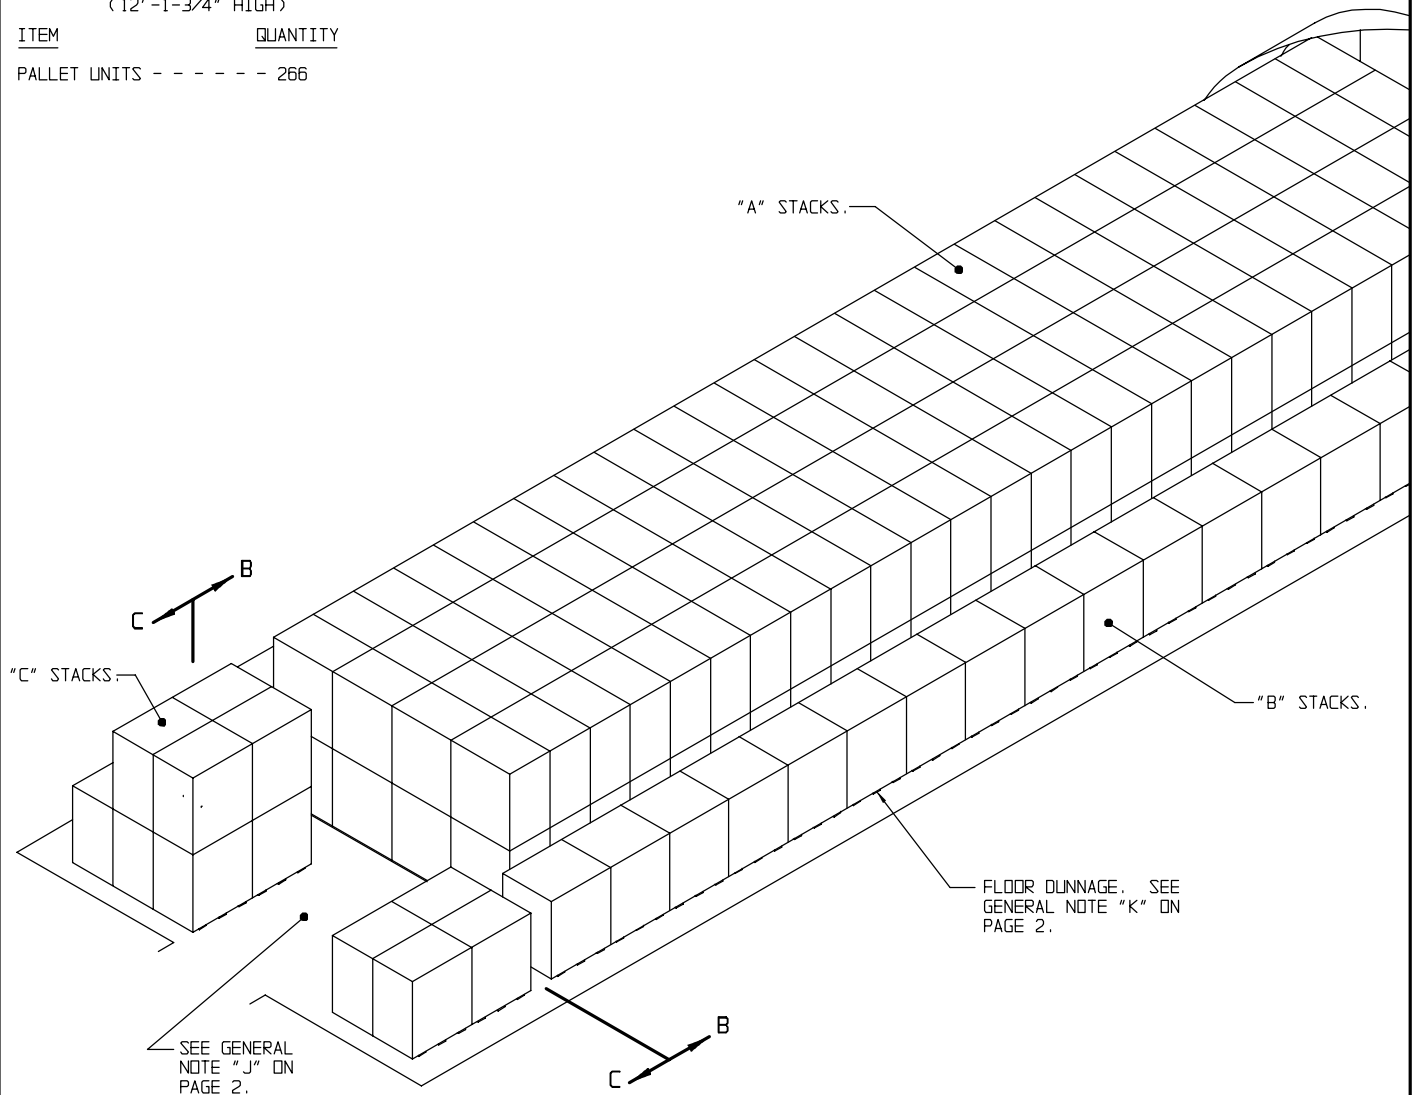 (12'-1-3/4" HIGH)
ITEM QUANTITY
PALLET UNITS - - - - - - 266
"A" STACKS.
B
C
"C" STACKS.
"B" STACKS.
FLOOR DUNNAGE. SEE
GENERAL NOTE "K" ON
PAGE 2.
B
C
SEE GENERAL
NOTE "J" ON
PAGE 2.